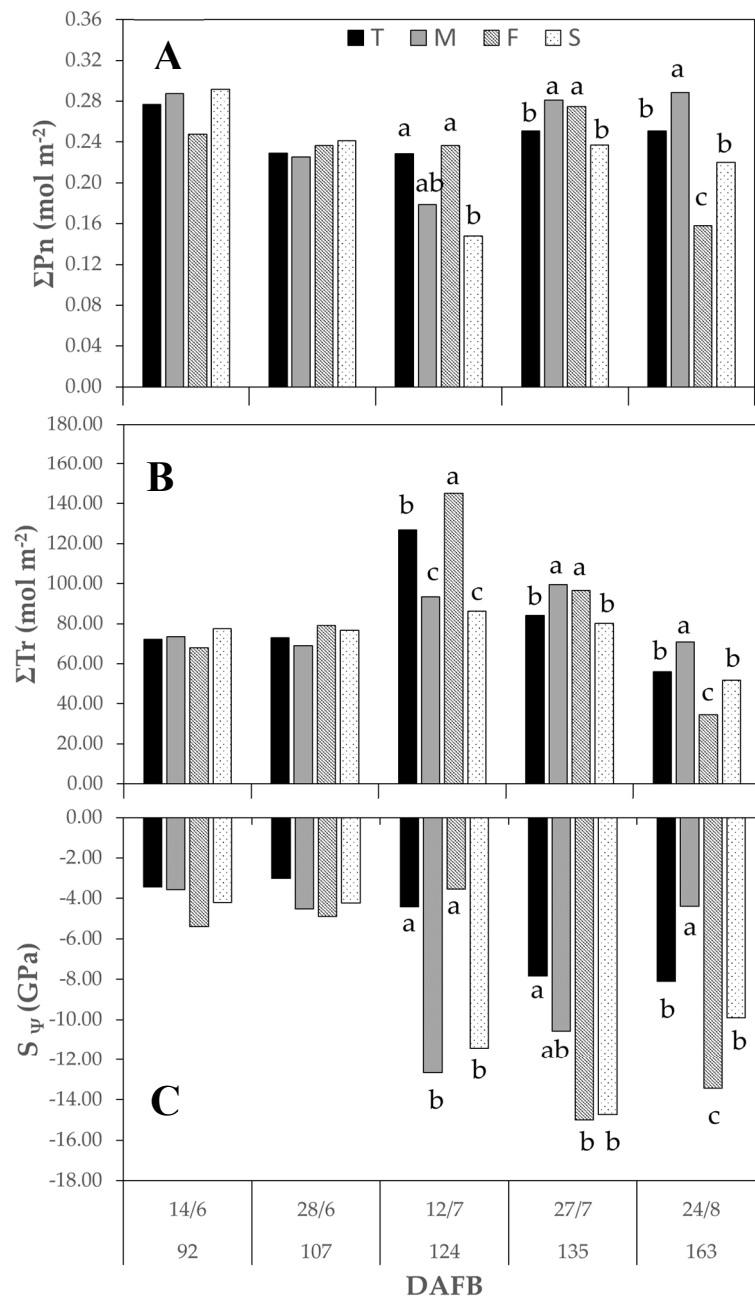 T M F S
A
ΣPn (mol m-2)
0.36
0.32
0.28
0.24
0.20
0.16
0.12
0.08
0.04
0.00
a ab a b
b a a b
b a c b
B
ΣTr (mol m-2)
180.00
160.00
140.00
120.00
100.00
80.00
60.00
40.00
20.00
0.00
b c a c
b a a b
b a c b
C
S Ψ (GPa)
0.00
-2.00
-4.00
-6.00
-8.00
-10.00
-12.00
-14.00
-16.00
-18.00
a b a b
a ab b b
b a c b
14/6 28/6 12/7 27/7 24/8
92 107 124 135 163
DAFB